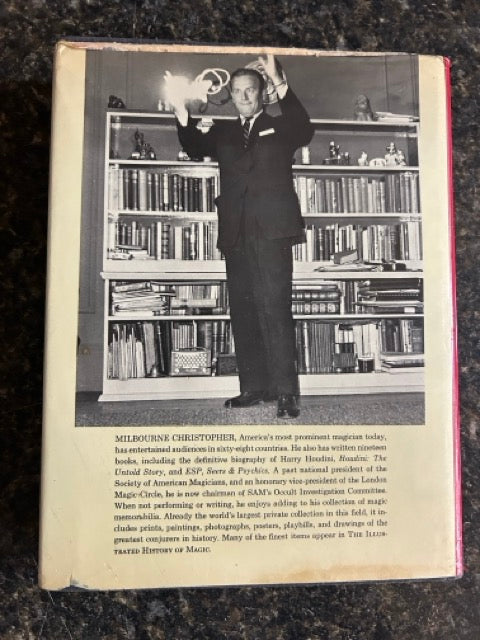 MILBOURNE CHRISTOPHER, America's most prominent magician today,
has entertained audiences in sixty-eight countries. He also has written nineteen
books, including the definitive biography of Harry Houdini, Houdini: The
Untold Story, and ESP, Seers & Psychics. A past national president of the
Society of American Magicians, and an honorary vice-president of the London
Magic Circle, he is now chairman of SAM's Occult Investigation Committee.
When not performing or writing, he enjoys adding to his collection of magic
memorabilia. Already the world's largest private collection in this field, it in-
cludes prints, paintings, photographs, posters, playbills, and drawings of the
greatest conjurers in history. Many of the finest items appear in THE ILLUS-
TRATED HISTORY OF MAGIC.